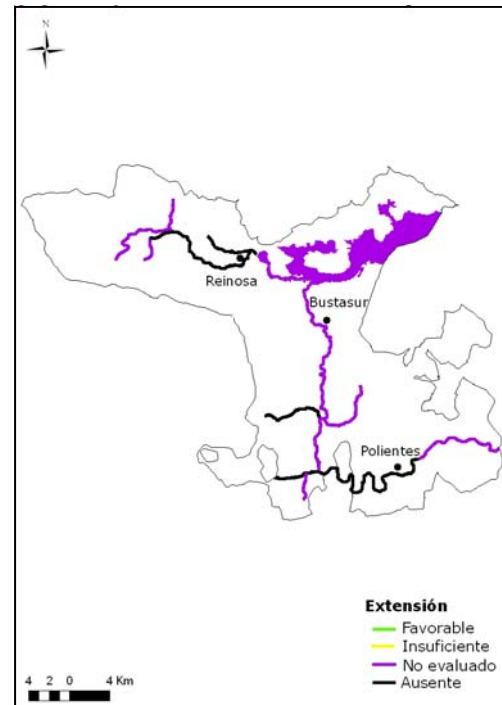 N
Reinosa
Bustasur
Polientes
Extensión
Favorable
Insuficiente
No evaluado
Ausente
4 2 0 4 Km